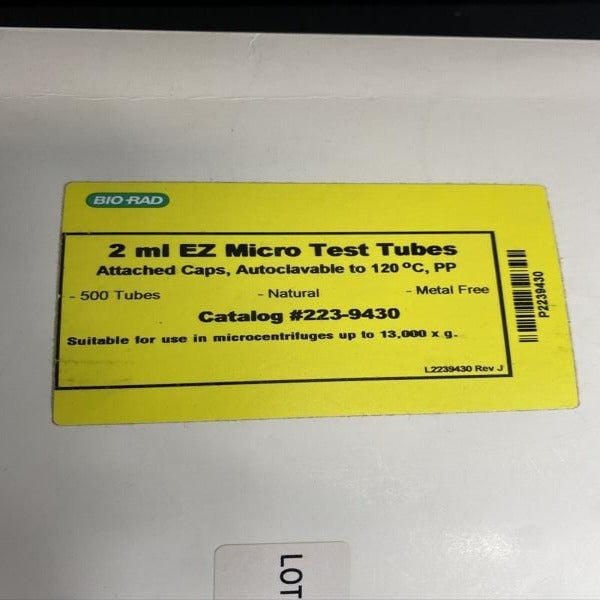 BIO-RAD
2 ml EZ Micro Test Tubes
Attached Caps, Autoclavable to 120 ºC, PP
- 500 Tubes - Natural - Metal Free
Catalog #223-9430
Suitable for use in microcentrifuges up to 13,000 x g.
L2239430 Rev J
P2239430
LOT